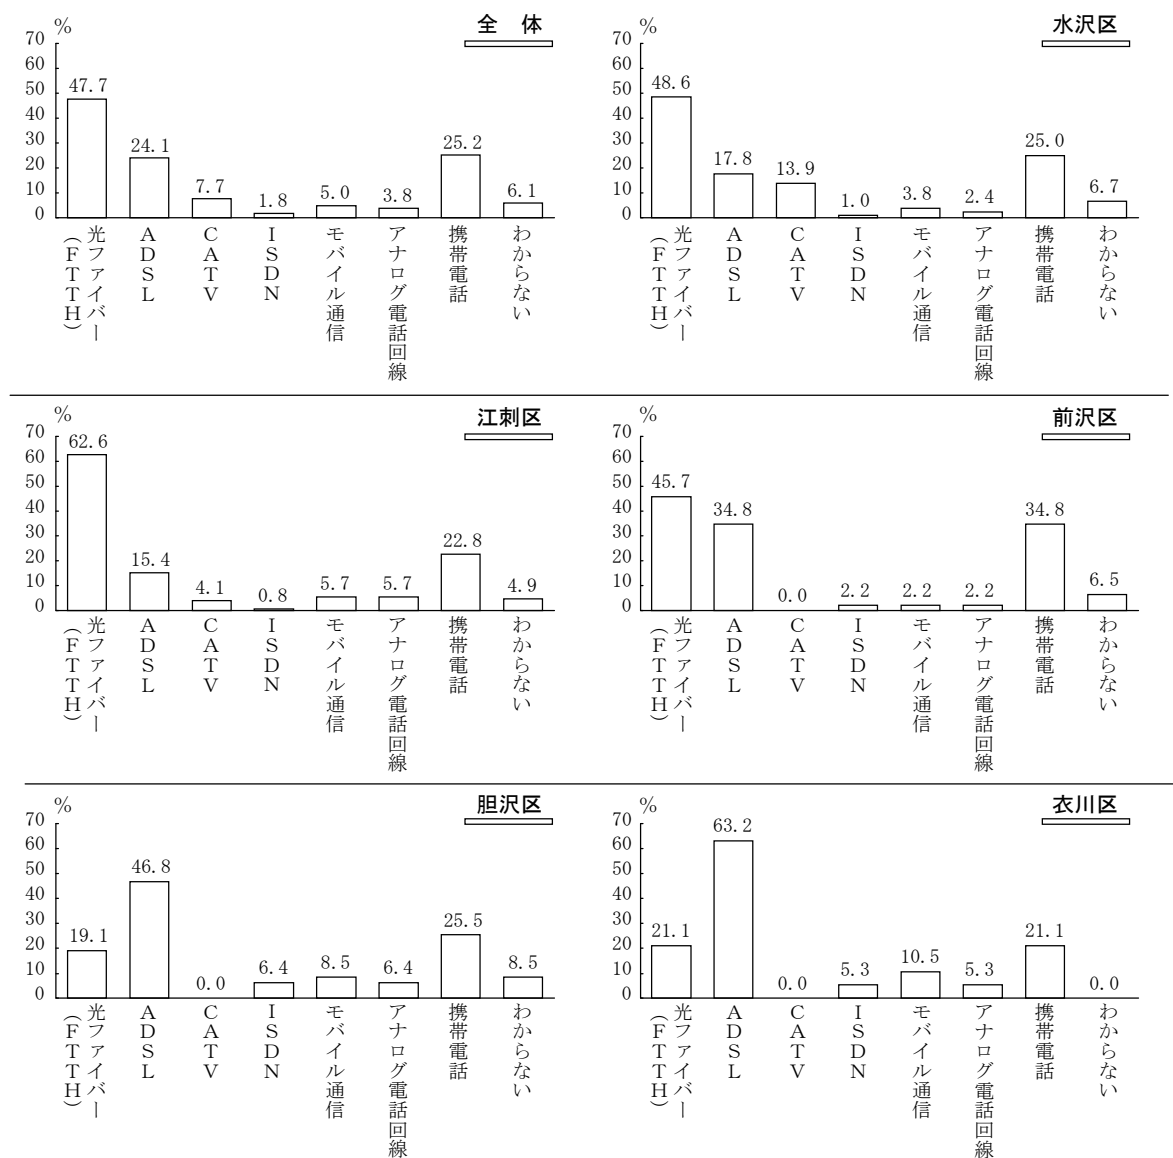 全 体
%
70
60
50
40
30
20
10
0
47.7
24.1
7.7
1.8
5.0
3.8
25.2
6.1
光ファイバー
(FTTH)
ADSL
CATV
ISDN
モバイル通信
アナログ電話回線
携帯電話
わからない
水沢区
%
70
60
50
40
30
20
10
0
48.6
17.8
13.9
1.0
3.8
2.4
25.0
6.7
光ファイバー
(FTTH)
ADSL
CATV
ISDN
モバイル通信
アナログ電話回線
携帯電話
わからない
江刺区
%
70
60
50
40
30
20
10
0
62.6
15.4
4.1
0.8
5.7
5.7
22.8
4.9
光ファイバー
(FTTH)
ADSL
CATV
ISDN
モバイル通信
アナログ電話回線
携帯電話
わからない
前沢区
%
70
60
50
40
30
20
10
0
45.7
34.8
0.0
2.2
2.2
2.2
34.8
6.5
光ファイバー
(FTTH)
ADSL
CATV
ISDN
モバイル通信
アナログ電話回線
携帯電話
わからない
胆沢区
%
70
60
50
40
30
20
10
0
19.1
46.8
0.0
6.4
8.5
6.4
25.5
8.5
光ファイバー
(FTTH)
ADSL
CATV
ISDN
モバイル通信
アナログ電話回線
携帯電話
わからない
衣川区
%
70
60
50
40
30
20
10
0
21.1
63.2
0.0
5.3
10.5
5.3
21.1
0.0
光ファイバー
(FTTH)
ADSL
CATV
ISDN
モバイル通信
アナログ電話回線
携帯電話
わからない